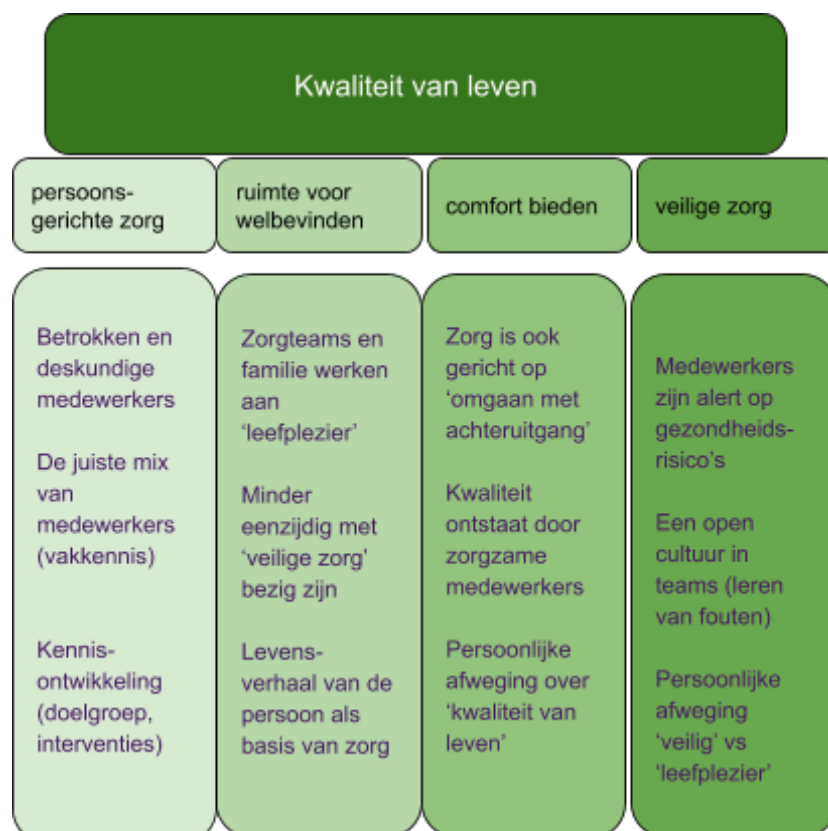 Kwaliteit van leven
persoons-
gerichte zorg
ruimte voor
welbevinden
comfort bieden
veilige zorg
Betrokken en
deskundige
medewerkers
De juiste mix
van
medewerkers
(vakkennis)
Kennis-
ontwikkeling
(doelgroep,
interventies)
Zorgteams en
familie werken
aan
‘leefplezier’
Minder
eenzijdig met
‘veilige zorg’
bezig zijn
Levens-
verhaal van de
persoon als
basis van zorg
Zorg is ook
gericht op
‘omgaan met
achteruitgang’
Kwaliteit
ontstaat door
zorgzame
medewerkers
Persoonlijke
afweging over
‘kwaliteit van
leven’
Medewerkers
zijn alert op
gezondheids-
risico’s
Een open
cultuur in
teams (leren
van fouten)
Persoonlijke
afweging
‘veilig’ vs
‘leefplezier’